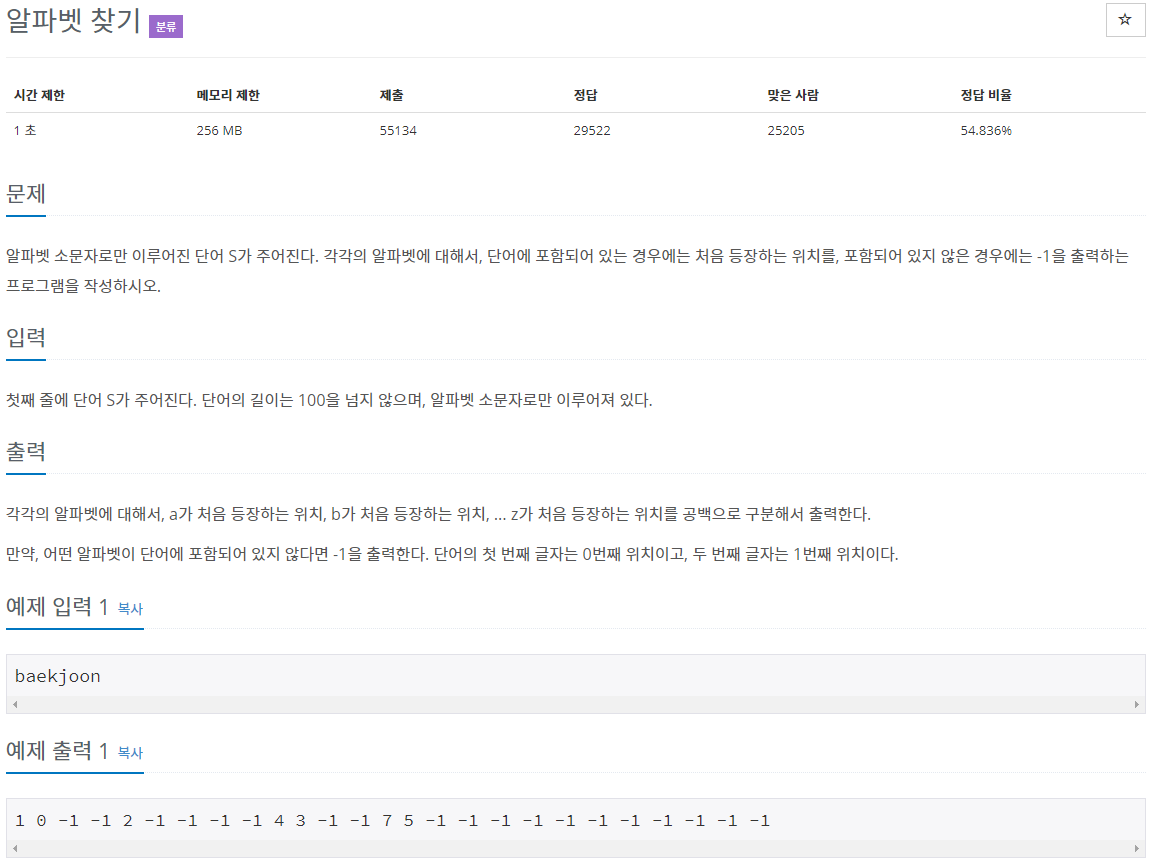 알파벳 찾기 분류
☆
시간 제한 메모리 제한 제출 정답 맞은 사람 정답 비율
1 초 256 MB 55134 29522 25205 54.836%
문제
알파벳 소문자로만 이루어진 단어 S가 주어진다. 각각의 알파벳에 대해서, 단어에 포함되어 있는 경우에는 처음 등장하는 위치를, 포함되어 있지 않은 경우에는 -1을 출력하는
프로그램을 작성하시오.
입력
첫째 줄에 단어 S가 주어진다. 단어의 길이는 100을 넘지 않으며, 알파벳 소문자로만 이루어져 있다.
출력
각각의 알파벳에 대해서, a가 처음 등장하는 위치, b가 처음 등장하는 위치, ... z가 처음 등장하는 위치를 공백으로 구분해서 출력한다.
만약, 어떤 알파벳이 단어에 포함되어 있지 않다면 -1을 출력한다. 단어의 첫 번째 글자는 0번째 위치이고, 두 번째 글자는 1번째 위치이다.
예제 입력 1 복사
baekjoon
예제 출력 1 복사
1 0 -1 -1 2 -1 -1 -1 -1 4 3 -1 -1 7 5 -1 -1 -1 -1 -1 -1 -1 -1 -1 -1 -1